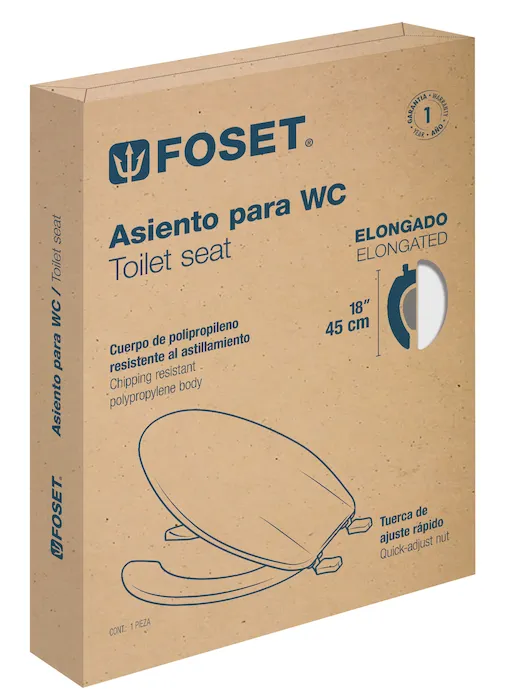 FOSET®
GARANTÍA • WARRANTY
1
YEAR • AÑO
Asiento para WC
Toilet seat
ELONGADO
ELONGATED
18"
45 cm
Cuerpo de polipropileno
resistente al astillamiento
Chipping resistant
polypropylene body
Tuerca de
ajuste rápido
Quick-adjust nut
CONT.: 1 PIEZA
Asiento para WC / Toilet seat
FOSET®